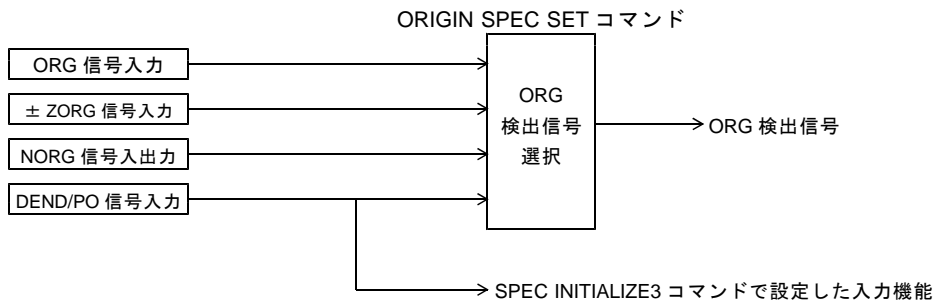 ORIGIN SPEC SET コマンド
ORG 信号入力
± ZORG 信号入力
NORG 信号入出力
DEND/PO 信号入力
ORG
検出信号
選択
ORG 検出信号
SPEC INITIALIZE3 コマンドで設定した入力機能